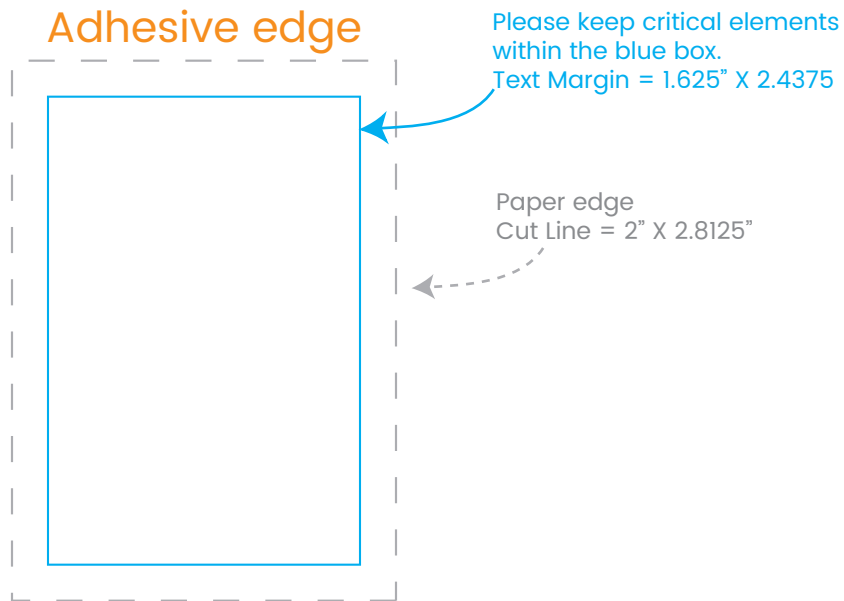 Adhesive edge
Please keep critical elements
within the blue box.
Text Margin = 1.625” X 2.4375
Paper edge
Cut Line = 2” X 2.8125”